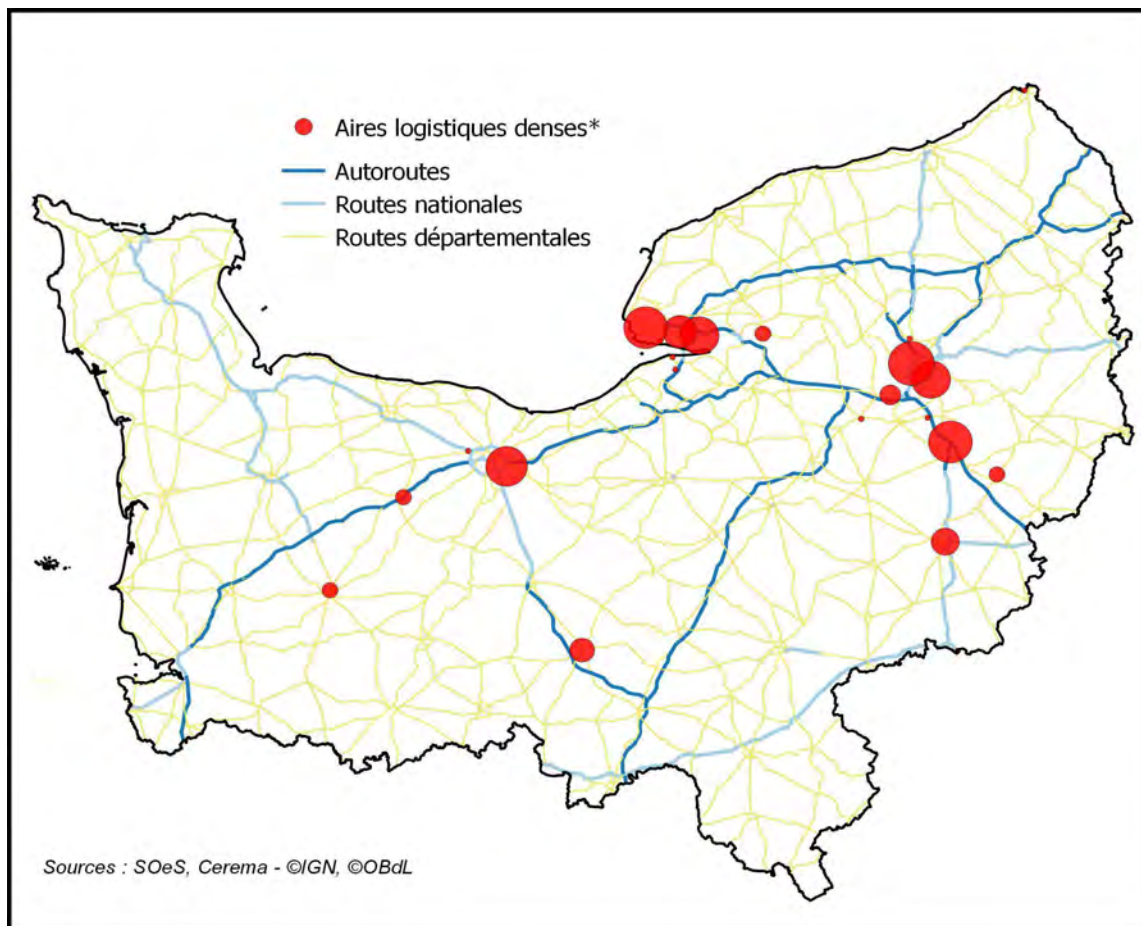 Aires logistiques denses*
Autoroutes
Routes nationales
Routes départementales
Sources : SOeS, Cerema - ©IGN, ©OBdL